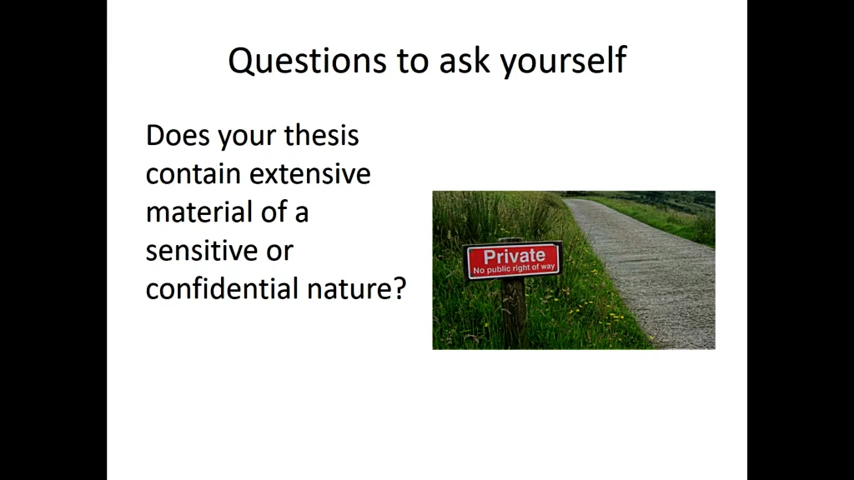 Questions to ask yourself
Does your thesis
contain extensive
material of a
sensitive or
confidential nature?
Private
No public right of way